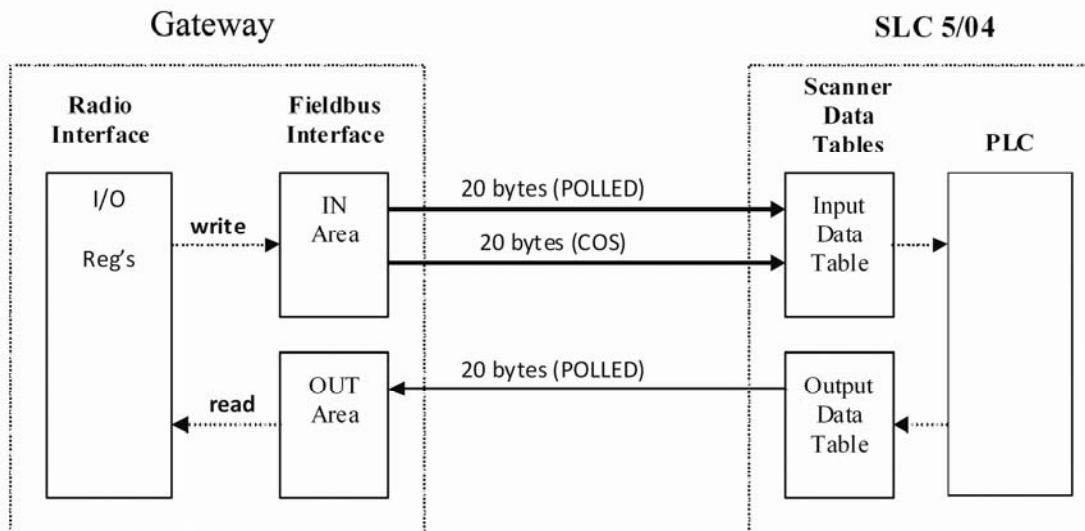 Gateway
SLC 5/04
Radio
Interface
Fieldbus
Interface
Scanner
Data
Tables
PLC
I/O
Reg's
write
IN
Area
20 bytes (POLLED)
20 bytes (COS)
Input
Data
Table
read
OUT
Area
20 bytes (POLLED)
Output
Data
Table